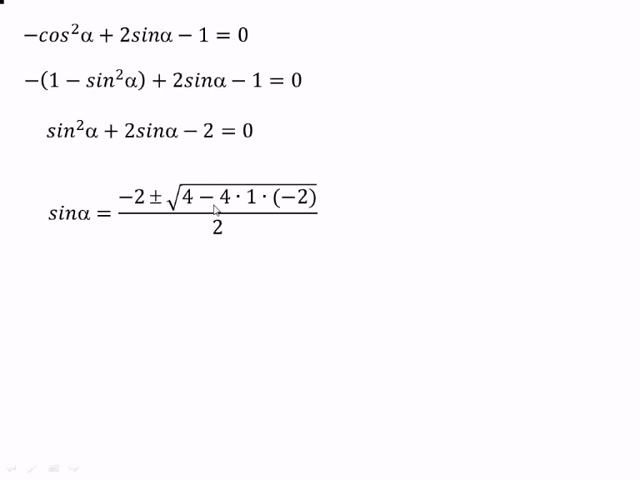 −cos²α + 2sinα − 1 = 0
−(1 − sin²α) + 2sinα − 1 = 0
sin²α + 2sinα − 2 = 0
sinα = (−2 ± √(4 − 4 · 1 · (−2))) / 2